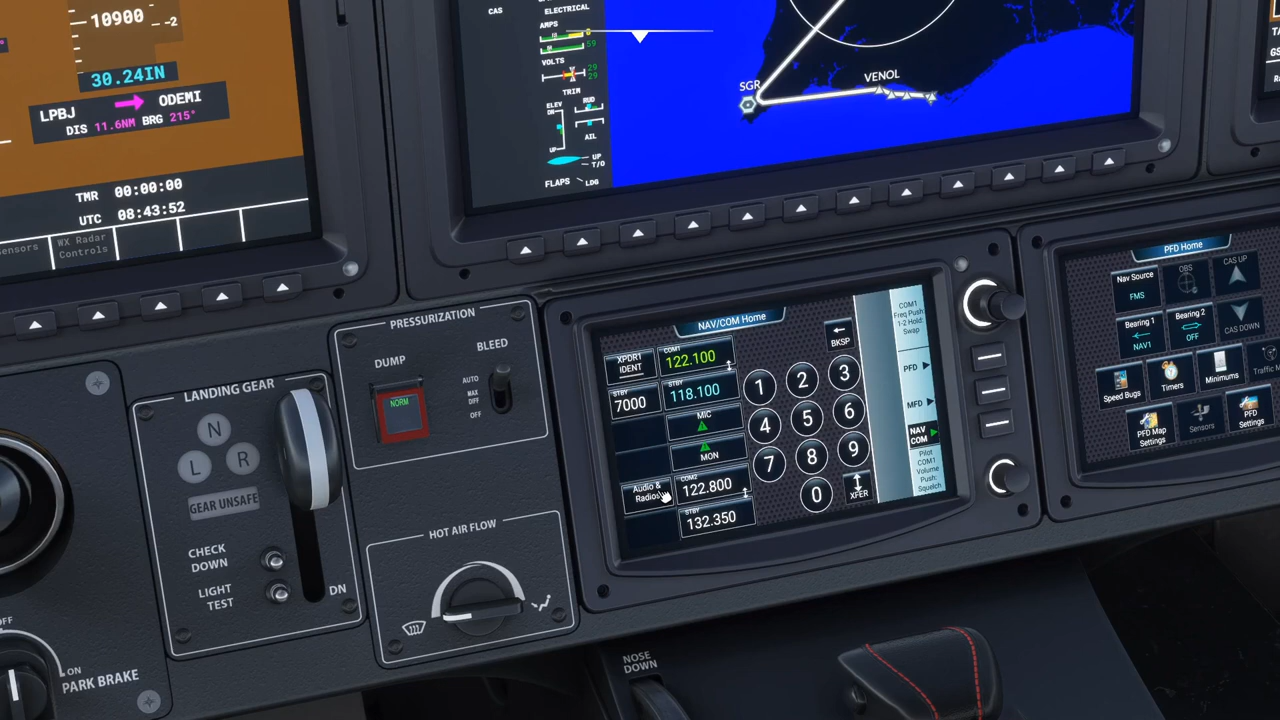 10900
-2
30.24IN
LPBJ ODEMI
DIS 11.6NM BRG 215°
TMR 00:00:00
UTC 08:43:52
WX Radar
Controls
CAS
ELECTRICAL
AMPS
59
VOLTS
29
29
TRIM
ELEV
DN
UP
RUD
AIL
UP
T/O
FLAPS
LDG
SGR
VENOL
LANDING GEAR
N
L
R
GEAR UNSAFE
CHECK
DOWN
LIGHT
TEST
DN
ON
PARK BRAKE
PRESSURIZATION
DUMP
NORM
BLEED
AUTO
MAX
DIFF
OFF
HOT AIR FLOW
NOSE
DOWN
NAV/COM Home
XPDR1
IDENT
STBY
7000
Audio &
Radios
COM1
122.100
STBY
118.100
MIC
MON
COM2
122.800
STBY
132.350
1 2 3
4 5 6
7 8 9
0
BKSP
XFER
COM1
Freq Push:
1-2 Hold:
Swap
PFD
MFD
NAV
COM
Pilot
COM1
Volume
Push:
Squelch
PFD Home
Nav Source
FMS
OBS
CAS UP
Bearing 1
NAV1
Bearing 2
OFF
CAS DOWN
Speed Bugs
Timers
Minimums
PFD Map
Settings
Sensors
PFD
Settings